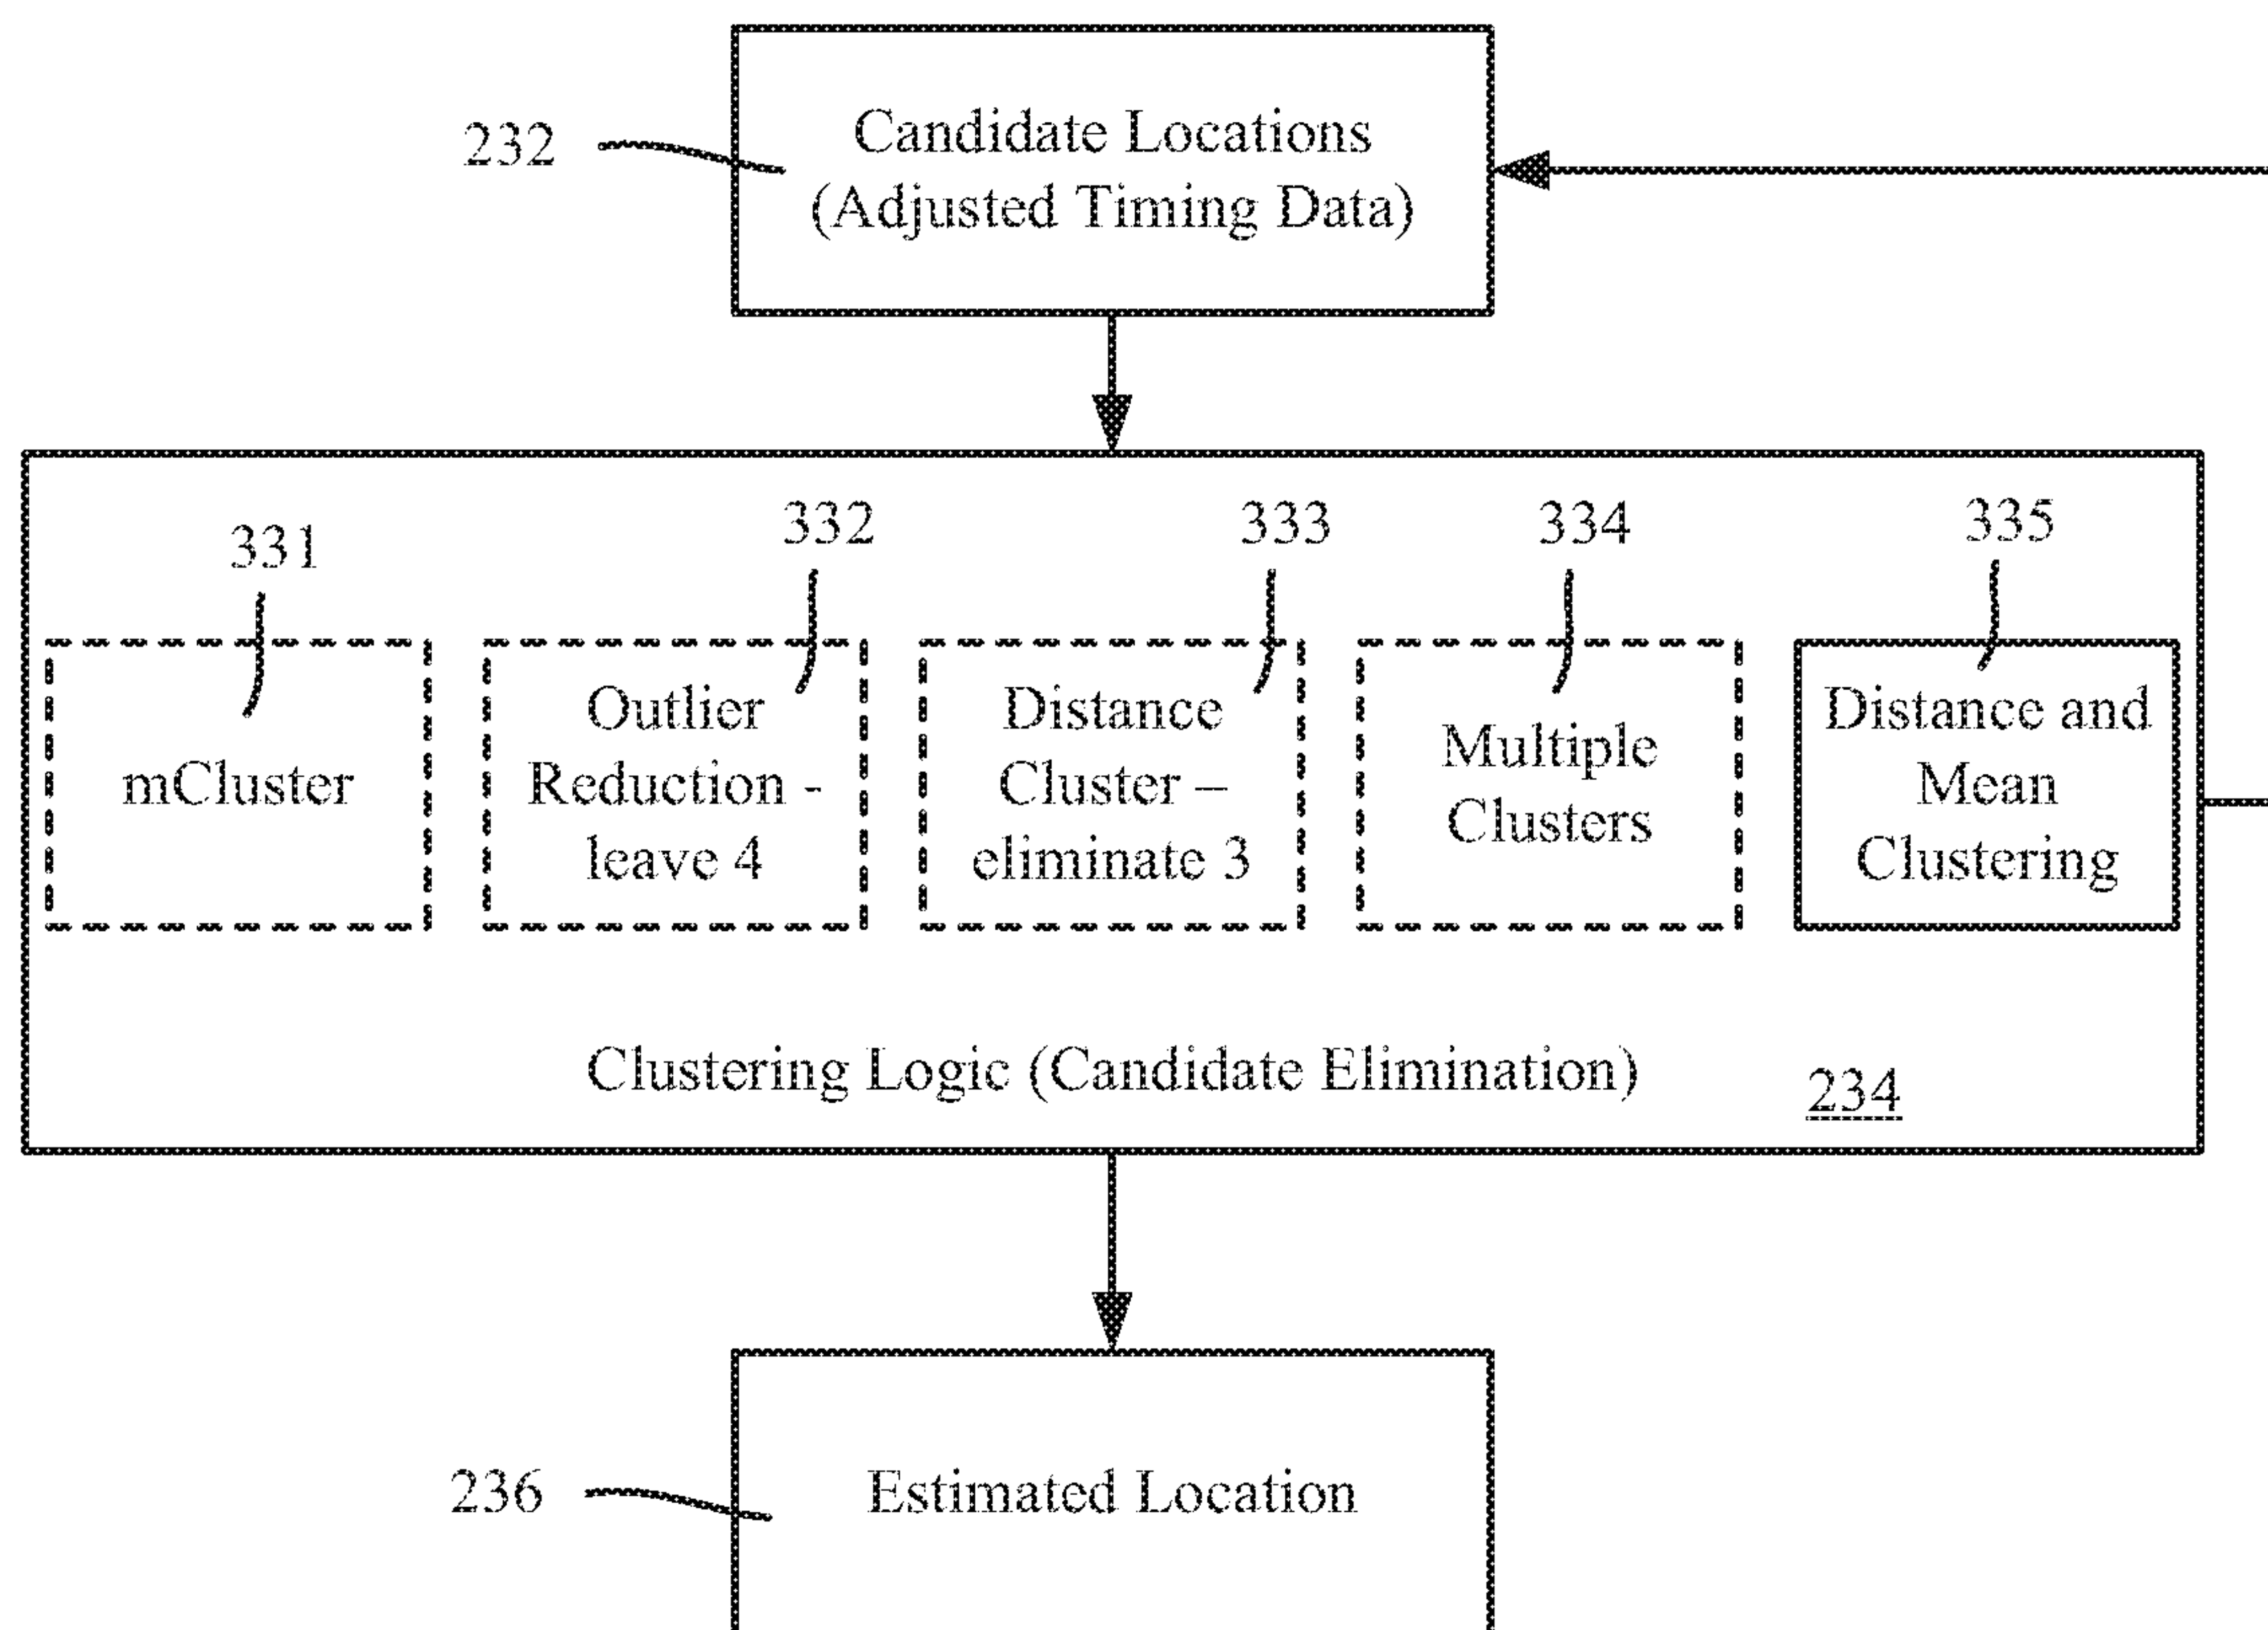 232
Candidate Locations
(Adjusted Timing Data)
331
332
333
334
335
mCluster
Outlier
Reduction -
leave 4
Distance
Cluster –
eliminate 3
Multiple
Clusters
Distance and
Mean
Clustering
Clustering Logic (Candidate Elimination)
234
236
Estimated Location